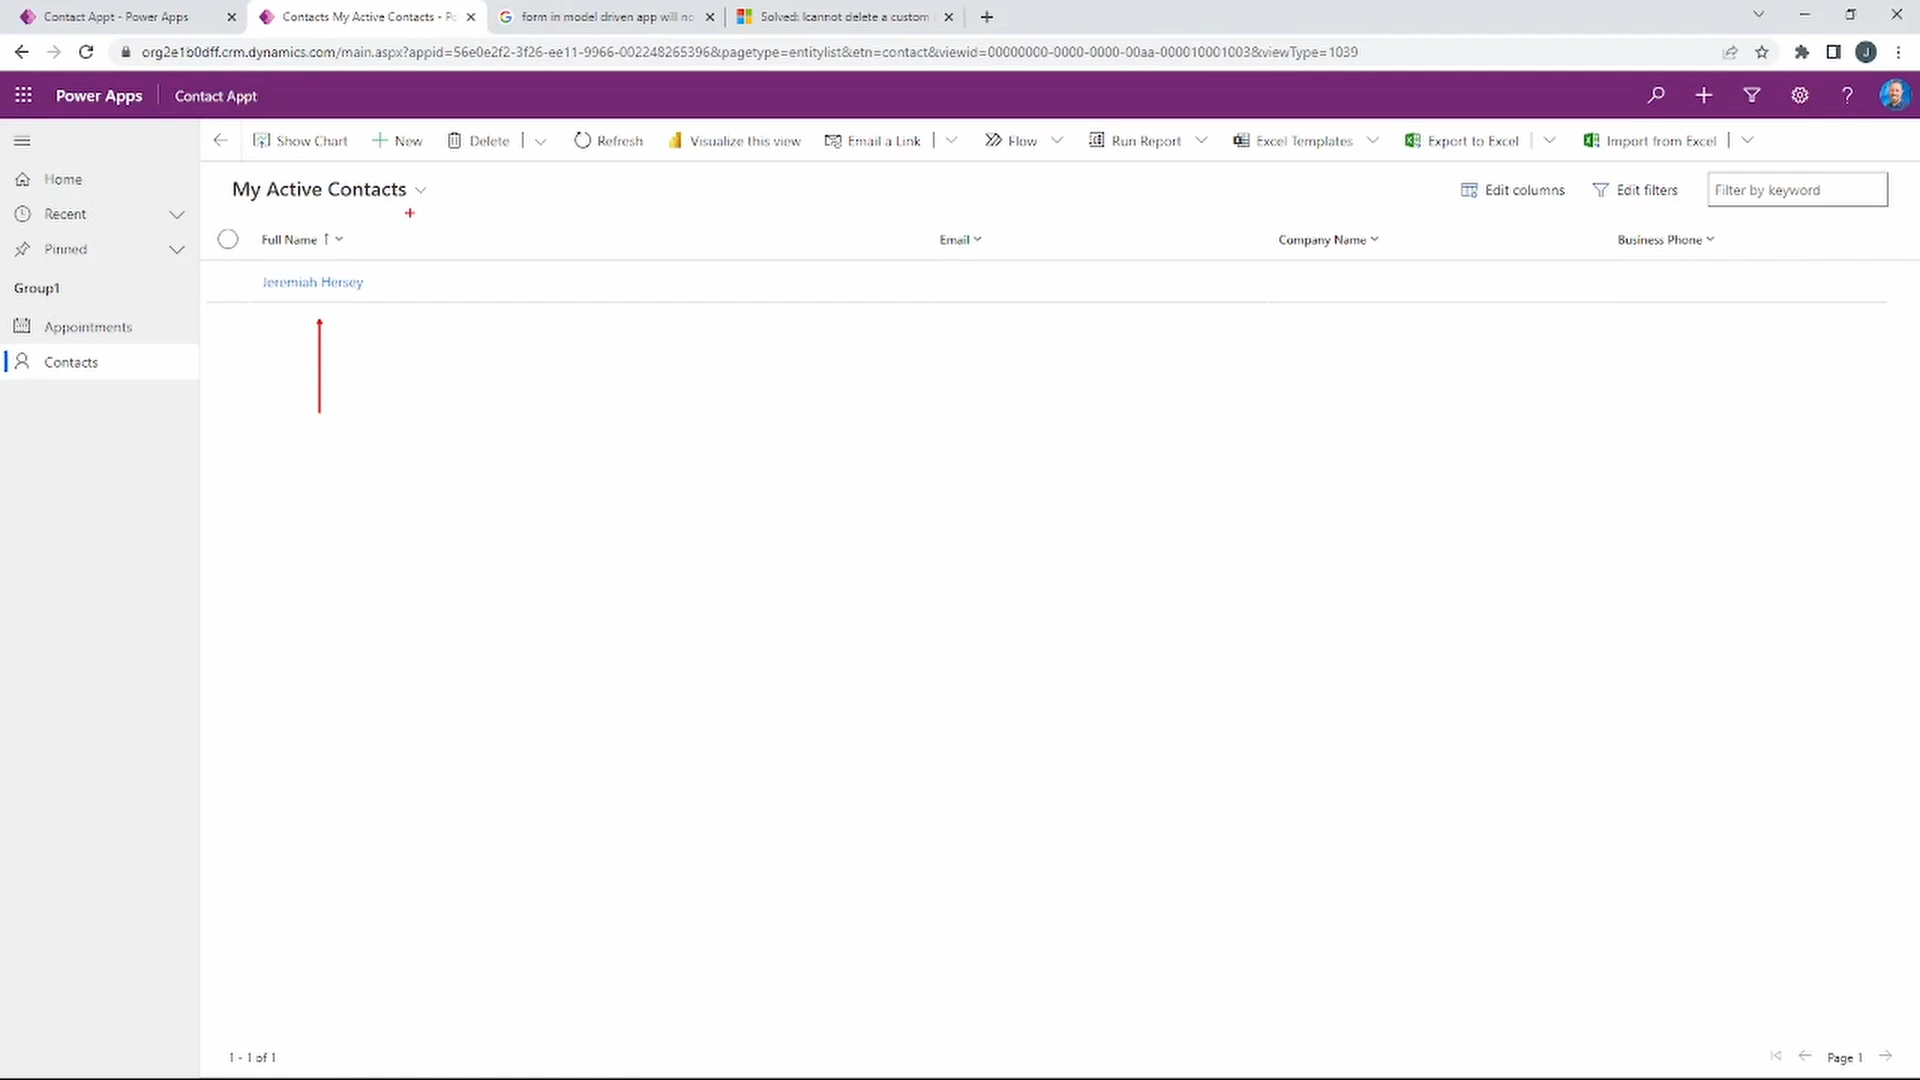 Contact Appt - Power Apps
Contacts My Active Contacts - Po
form in model driven app will no
Solved: Icannot delete a custom
org2e1b0dff.crm.dynamics.com/main.aspx?appid=56e0e2f2-3f26-ee11-9966-002248265396&pagetype=entitylist&etn=contact&viewid=00000000-0000-0000-00aa-000010001003&viewType=1039
J
Power Apps
Contact Appt
Show Chart
New
Delete
Refresh
Visualize this view
Email a Link
Flow
Run Report
Excel Templates
Export to Excel
Import from Excel
Home
Recent
Pinned
Group1
Appointments
Contacts
My Active Contacts
Edit columns
Edit filters
Filter by keyword
Full Name
Email
Company Name
Business Phone
Jeremiah Hersey
1 - 1 of 1
Page 1